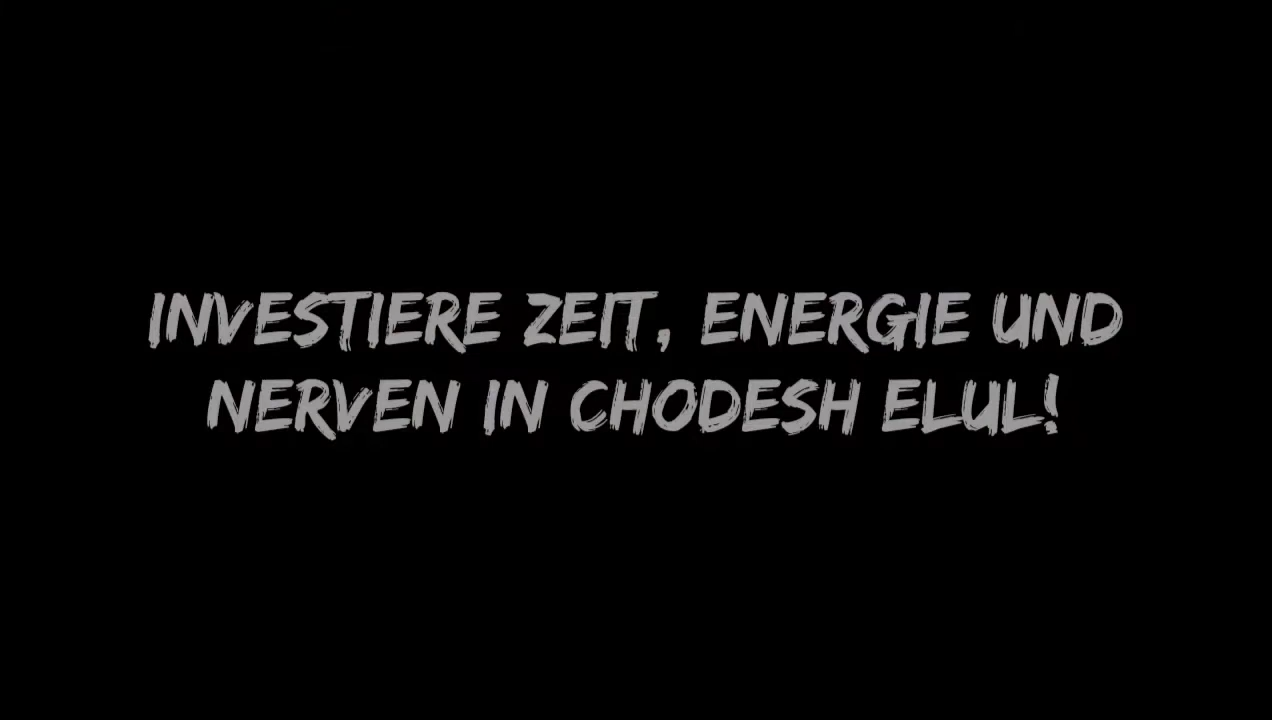 INVESTIERE ZEIT, ENERGIE UND
NERVEN IN CHODESH ELUL!